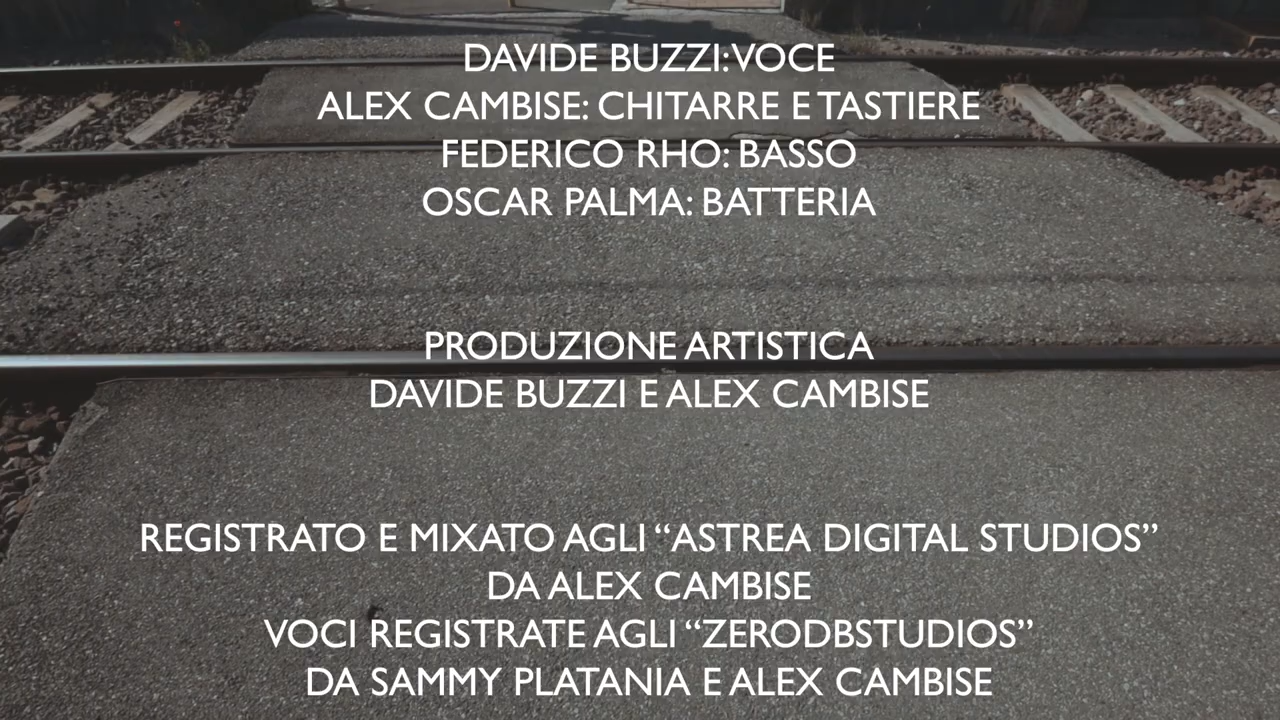 DAVIDE BUZZI: VOCE
ALEX CAMBISE: CHITARRE E TASTIERE
FEDERICO RHO: BASSO
OSCAR PALMA: BATTERIA
PRODUZIONE ARTISTICA
DAVIDE BUZZI E ALEX CAMBISE
REGISTRATO E MIXATO AGLI “ASTREA DIGITAL STUDIOS”
DA ALEX CAMBISE
VOCI REGISTRATE AGLI “ZERODBSTUDIOS”
DA SAMMY PLATANIA E ALEX CAMBISE